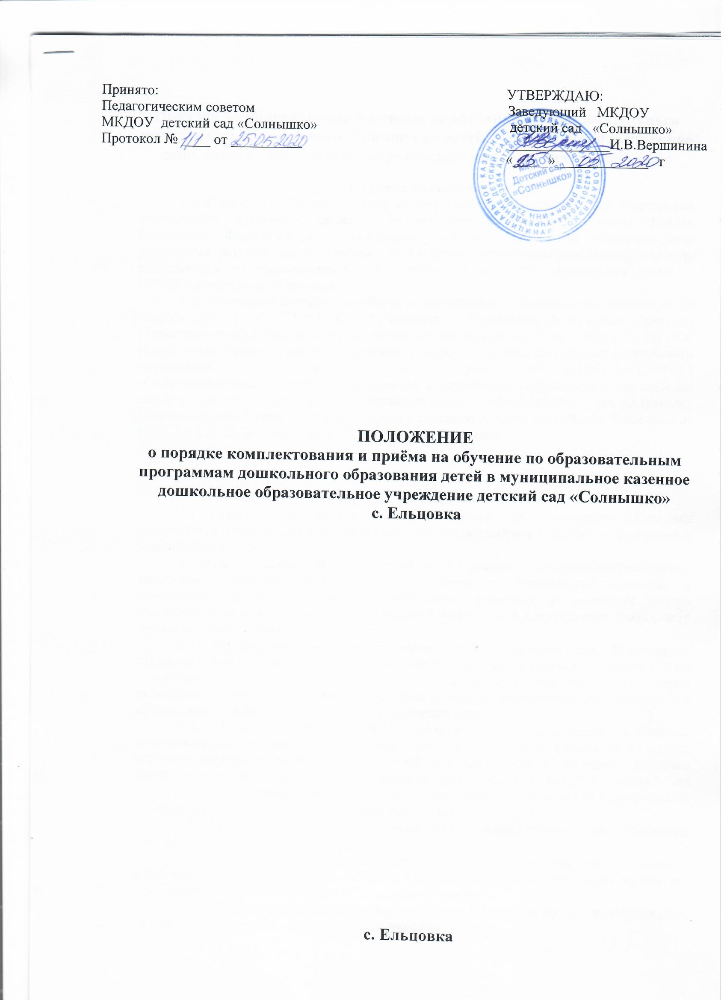 Принято:
Педагогическим советом
МКДОУ детский сад «Солнышко»
Протокол № 1/1 от 25.05 2020
УТВЕРЖДАЮ:
Заведующий МКДОУ
детский сад «Солнышко»
И.В.Вершинина
« 25 » 05 2020 г
МКДОУ
Детский сад
«Солнышко»
ПОЛОЖЕНИЕ
о порядке комплектования и приёма на обучение по образовательным
программам дошкольного образования детей в муниципальное казенное
дошкольное образовательное учреждение детский сад «Солнышко»
с. Ельцовка
с. Ельцовка